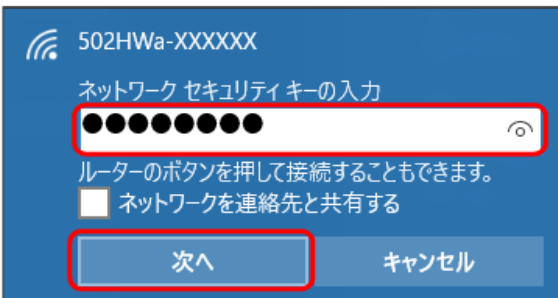 502HWa-XXXXXX
ネットワーク セキュリティ キーの入力
●●●●●●●●
ルーターのボタンを押して接続することもできます。
ネットワークを連絡先と共有する
次へ
キャンセル